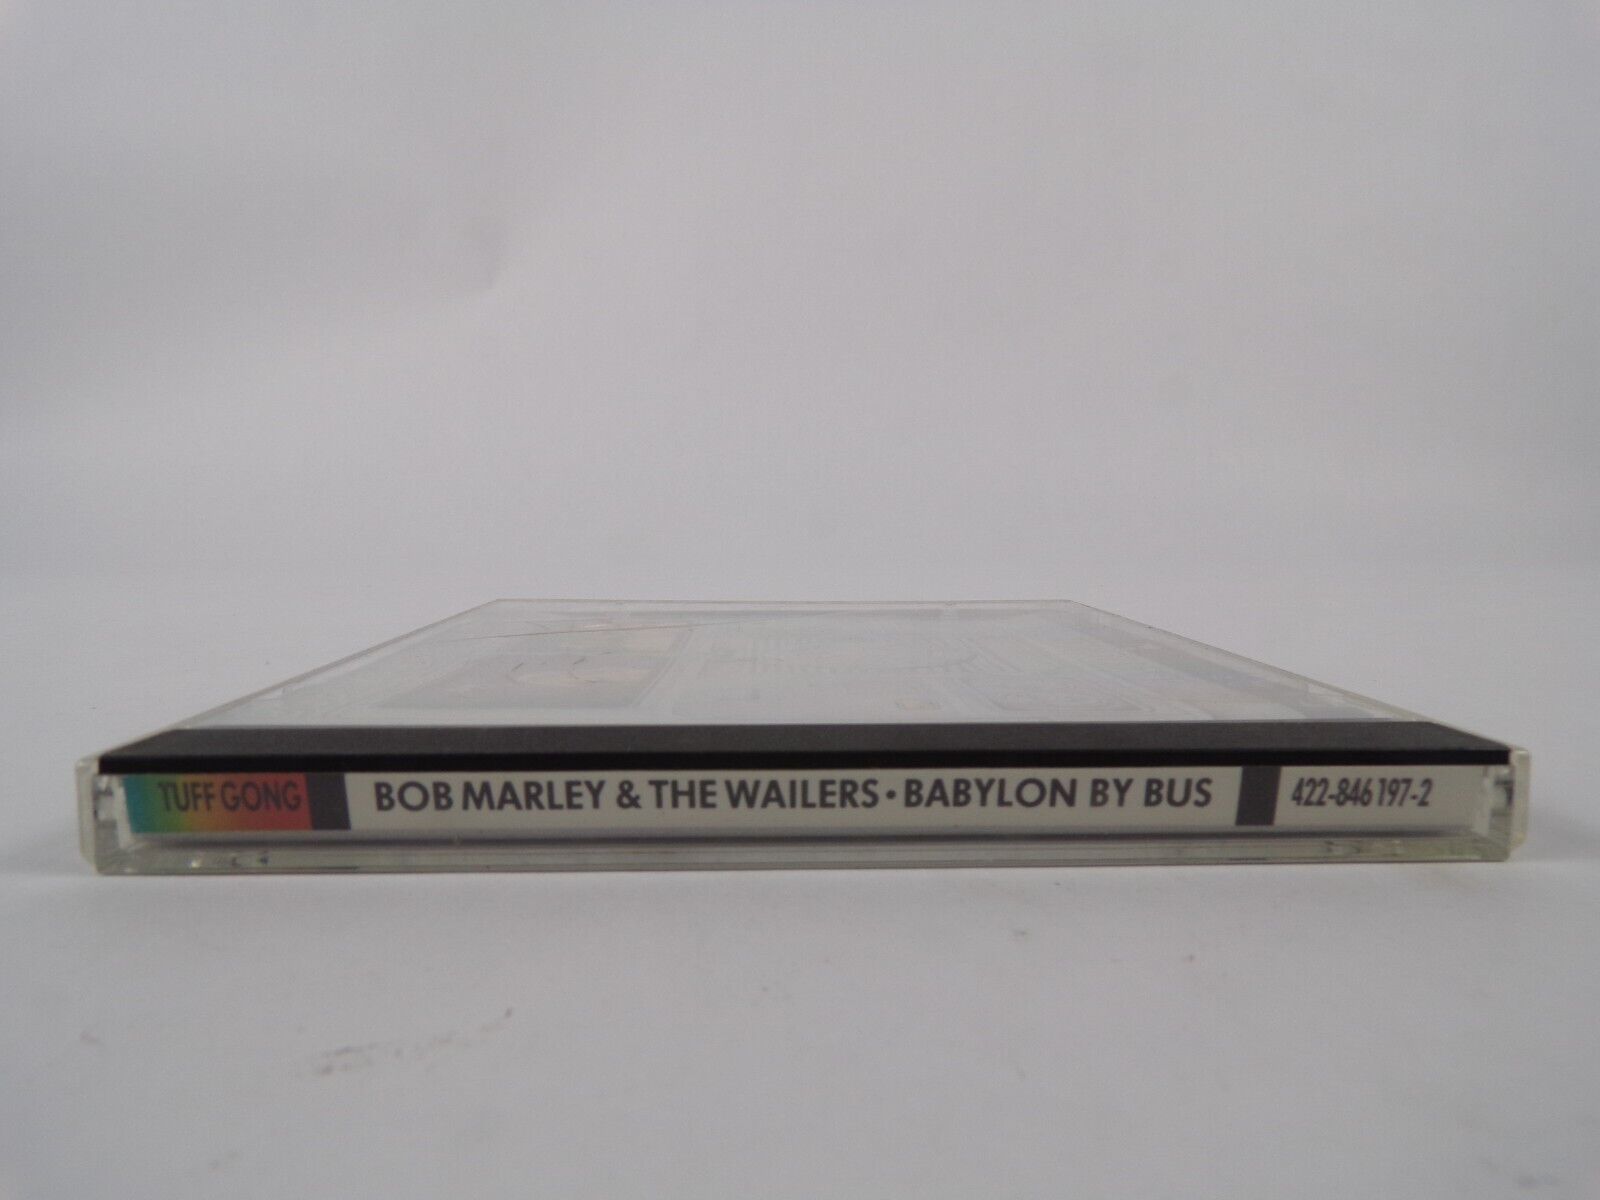 TUFF GONG BOB MARLEY & THE WAILERS • BABYLON BY BUS 422-846 197-2